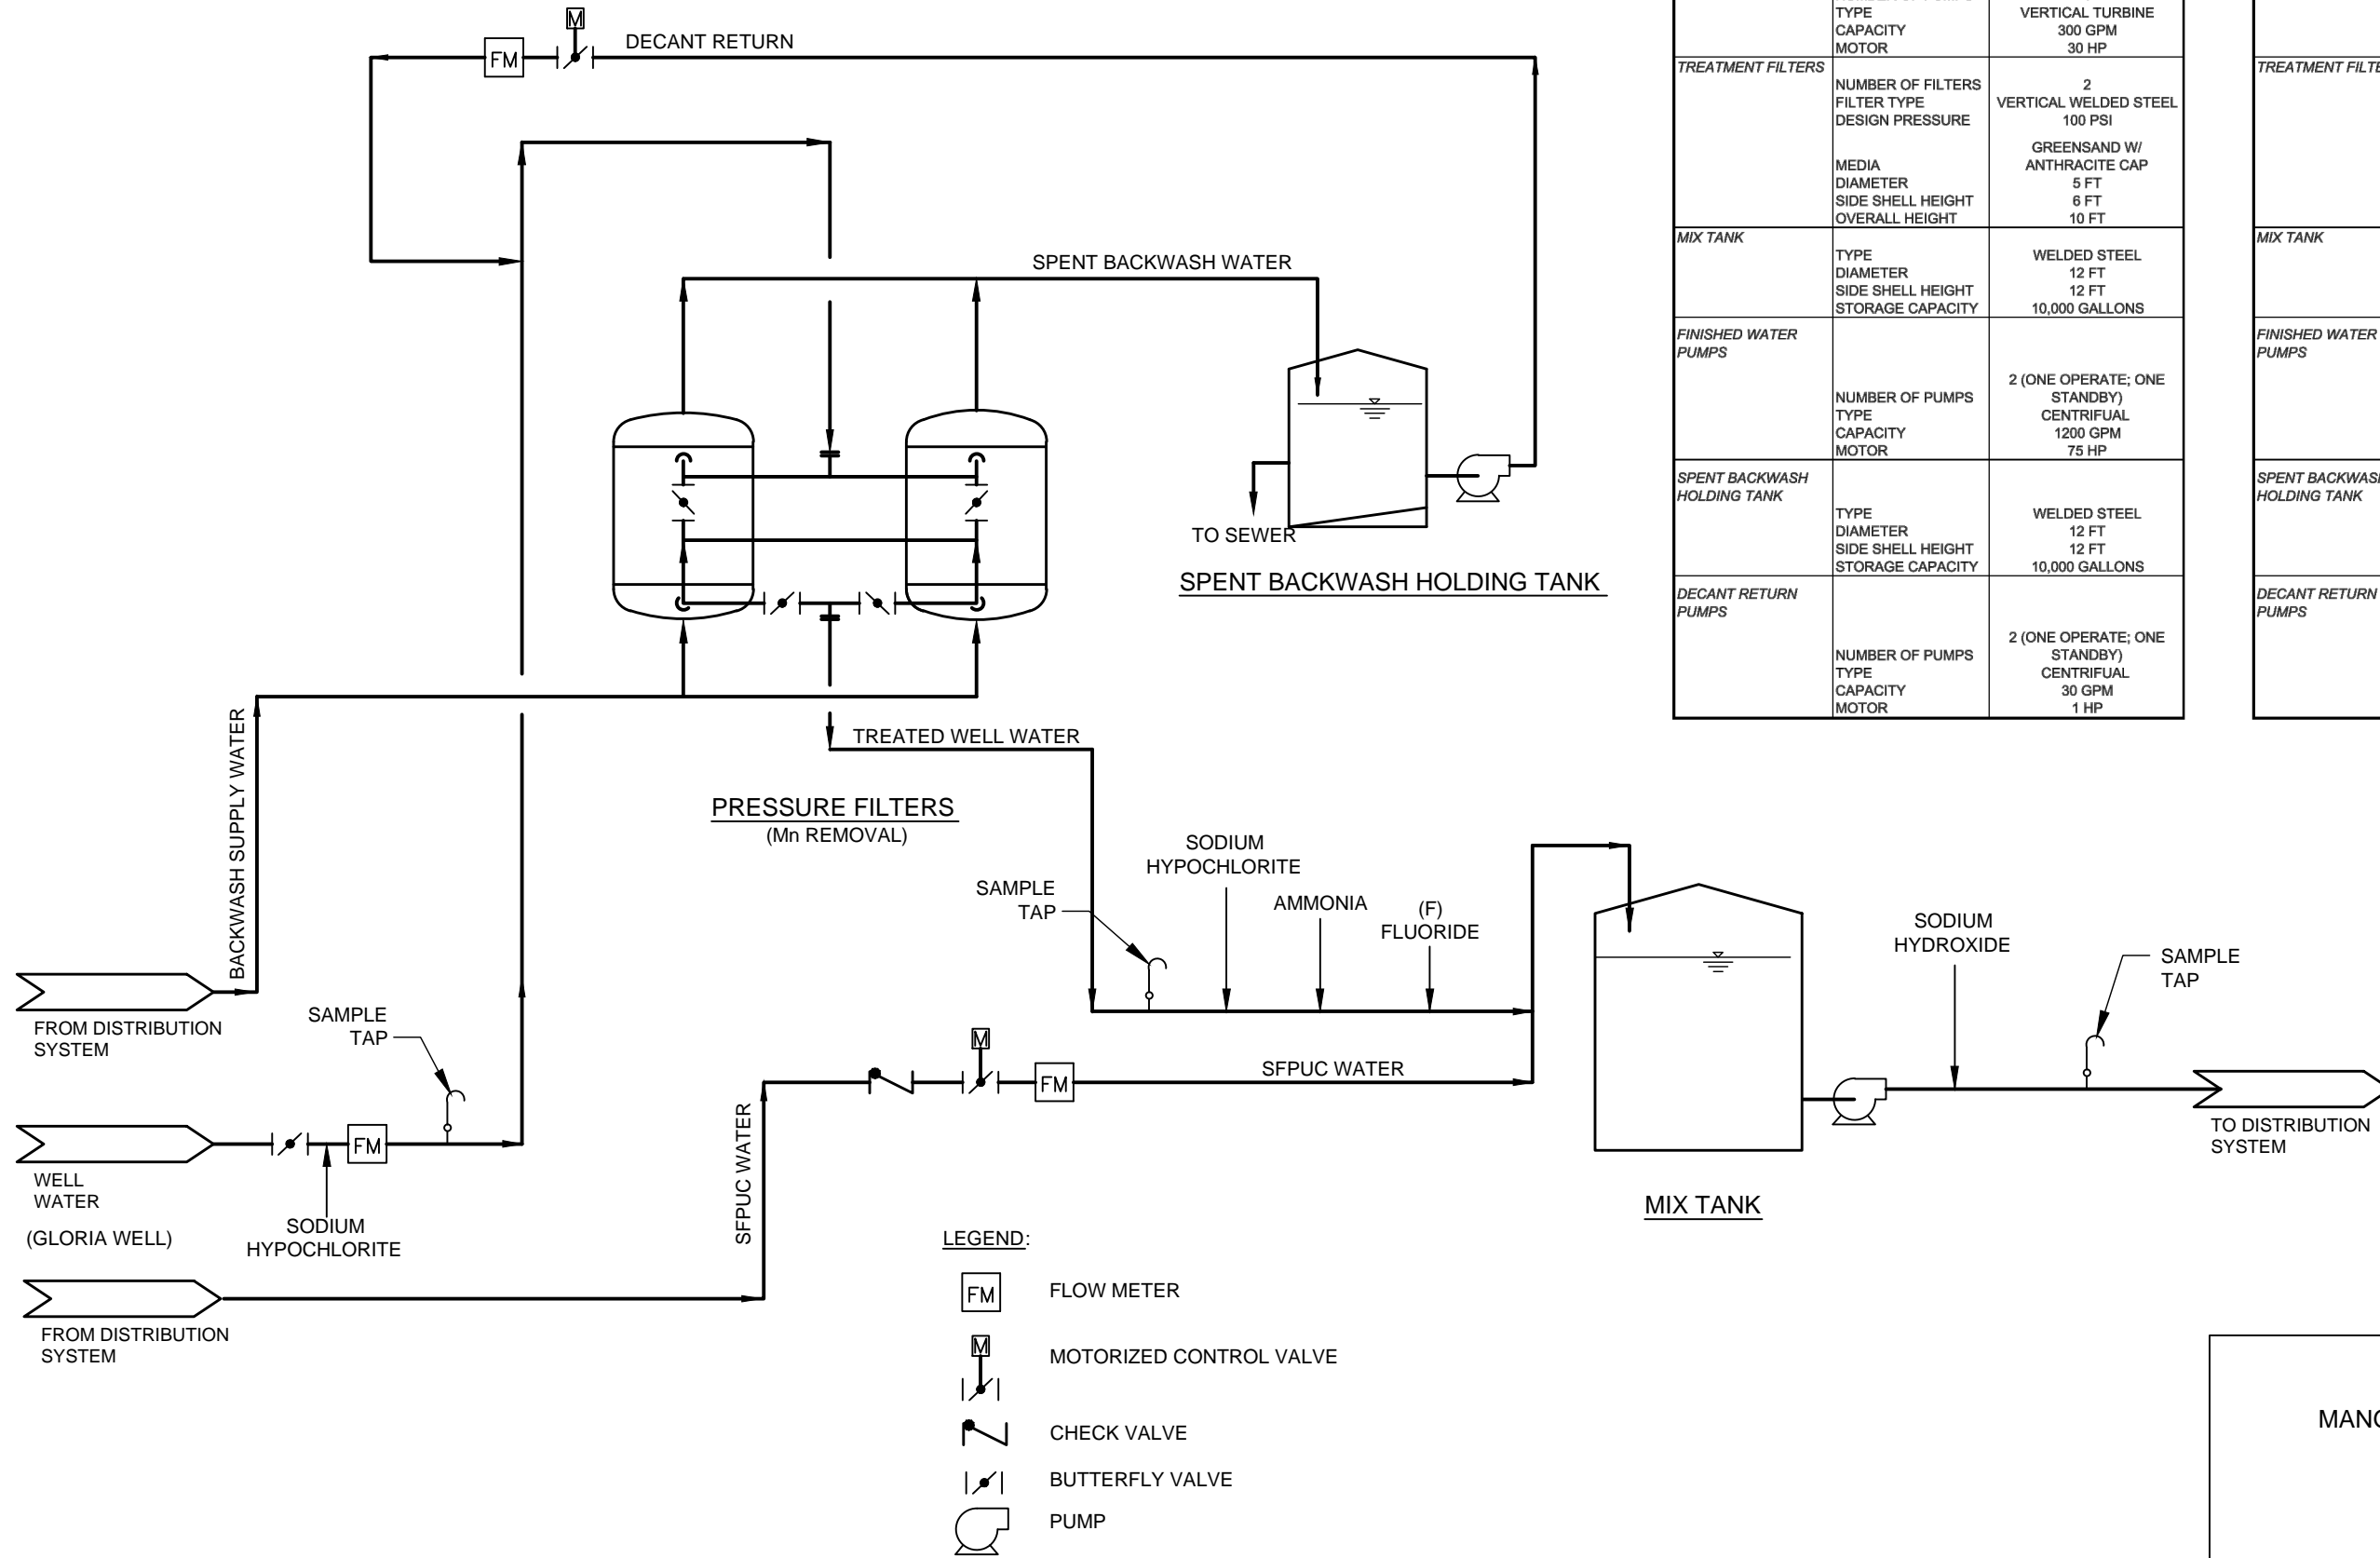 M
FM
DECANT RETURN
SPENT BACKWASH WATER
TO SEWER
SPENT BACKWASH HOLDING TANK
BACKWASH SUPPLY WATER
TREATED WELL WATER
PRESSURE FILTERS
(Mn REMOVAL)
SAMPLE
TAP
SODIUM
HYPOCHLORITE
AMMONIA
(F)
FLUORIDE
SODIUM
HYDROXIDE
SAMPLE
TAP
FROM DISTRIBUTION
SYSTEM
SAMPLE
TAP
M
FM
SFPUC WATER
FM
WELL
WATER
(GLORIA WELL)
SODIUM
HYPOCHLORITE
SFPUC WATER
TO DISTRIBUTION
SYSTEM
MIX TANK
FROM DISTRIBUTION
SYSTEM
LEGEND:
FM FLOW METER
M MOTORIZED CONTROL VALVE
CHECK VALVE
BUTTERFLY VALVE
PUMP
TYPE VERTICAL TURBINE
CAPACITY 300 GPM
MOTOR 30 HP
TREATMENT FILTERS
NUMBER OF FILTERS 2
FILTER TYPE VERTICAL WELDED STEEL
DESIGN PRESSURE 100 PSI
GREENSAND W/
MEDIA ANTHRACITE CAP
DIAMETER 5 FT
SIDE SHELL HEIGHT 6 FT
OVERALL HEIGHT 10 FT
MIX TANK
TYPE WELDED STEEL
DIAMETER 12 FT
SIDE SHELL HEIGHT 12 FT
STORAGE CAPACITY 10,000 GALLONS
FINISHED WATER
PUMPS
2 (ONE OPERATE; ONE
NUMBER OF PUMPS STANDBY)
TYPE CENTRIFUAL
CAPACITY 1200 GPM
MOTOR 75 HP
SPENT BACKWASH
HOLDING TANK
TYPE WELDED STEEL
DIAMETER 12 FT
SIDE SHELL HEIGHT 12 FT
STORAGE CAPACITY 10,000 GALLONS
DECANT RETURN
PUMPS
2 (ONE OPERATE; ONE
NUMBER OF PUMPS STANDBY)
TYPE CENTRIFUAL
CAPACITY 30 GPM
MOTOR 1 HP
TREATMENT
MIX TANK
FINISHED WATER
PUMPS
SPENT
HOLDING TANK
DECANT RETURN
PUMPS